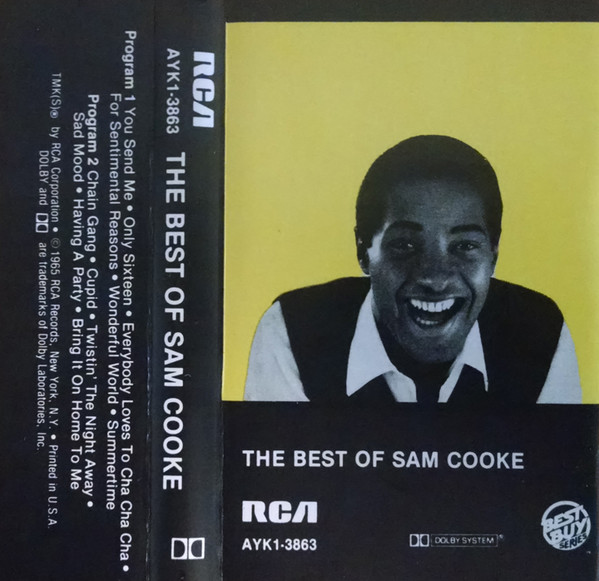 Program 1 You Send Me • Only Sixteen • Everybody Loves To Cha Cha Cha •
For Sentimental Reasons • Wonderful World • Summertime
Program 2 Chain Gang • Cupid • Twistin' The Night Away •
Sad Mood • Having A Party • Bring It On Home To Me
TMK(S)® by RCA Corporation • ©1965 RCA Records, New York, N.Y. • Printed in U.S.A.
DOLBY and are trademarks of Dolby Laboratories, Inc.
RCA
AYK1-3863
THE BEST OF SAM COOKE
THE BEST OF SAM COOKE
RCA
AYK1-3863
DOLBY SYSTEM®
BEST
BUY
SERIES